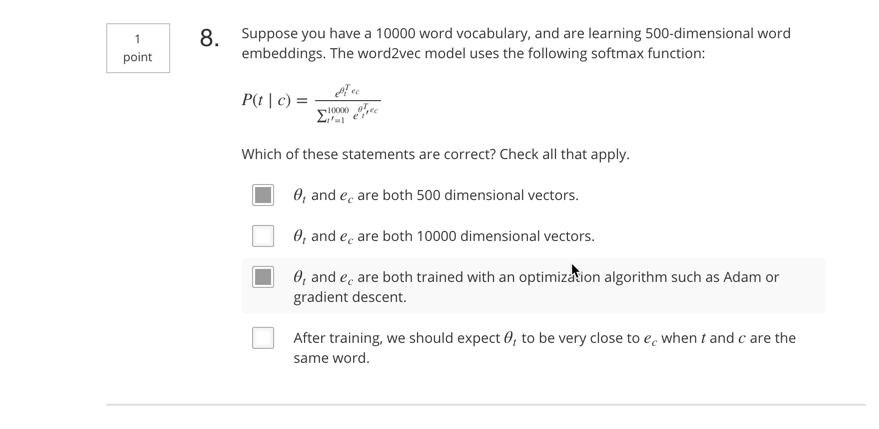 1
point
8. Suppose you have a 10000 word vocabulary, and are learning 500-dimensional word
embeddings. The word2vec model uses the following softmax function:
P(t | c) = e^{θ_t^T e_c} / ∑_{t′=1}^{10000} e^{θ_{t′}^T e_c}
Which of these statements are correct? Check all that apply.
θ_t and e_c are both 500 dimensional vectors.
θ_t and e_c are both 10000 dimensional vectors.
θ_t and e_c are both trained with an optimization algorithm such as Adam or
gradient descent.
After training, we should expect θ_t to be very close to e_c when t and c are the
same word.